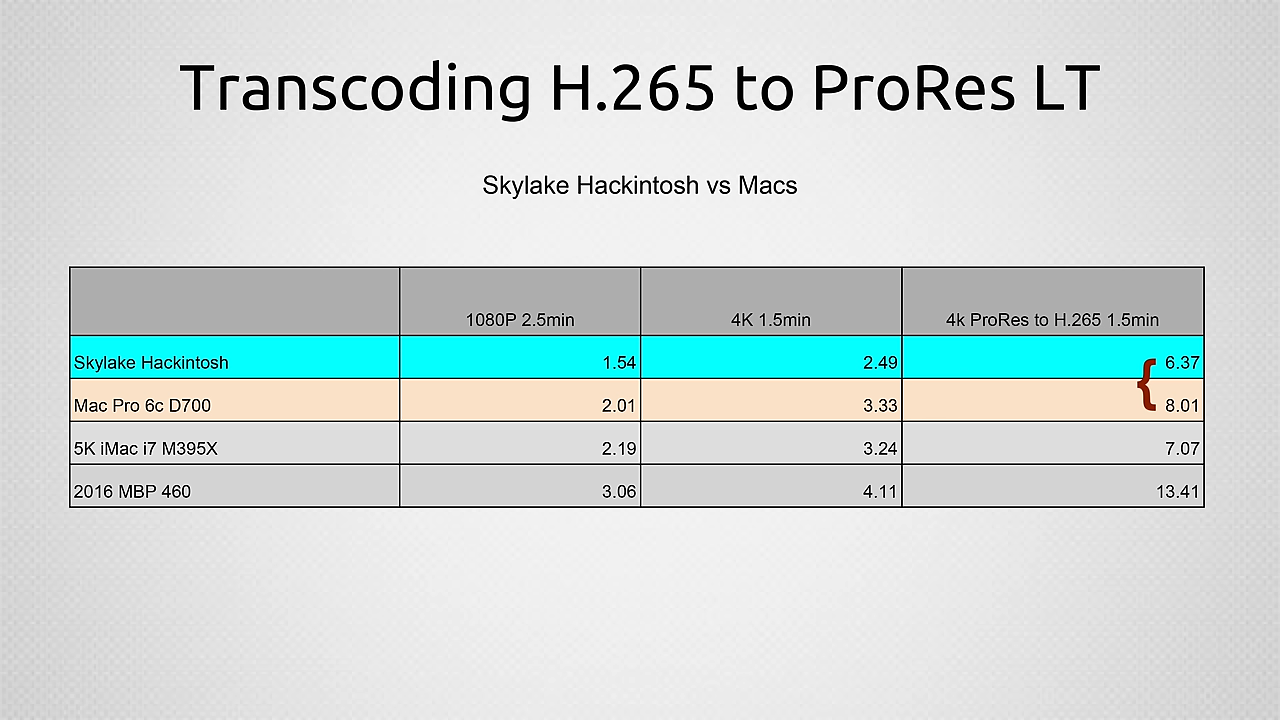 Transcoding H.265 to ProRes LT
Skylake Hackintosh vs Macs
1080P 2.5min 4K 1.5min 4k ProRes to H.265 1.5min
Skylake Hackintosh 1.54 2.49 6.37
Mac Pro 6c D700 2.01 3.33 { 8.01
5K iMac i7 M395X 2.19 3.24 7.07
2016 MBP 460 3.06 4.11 13.41